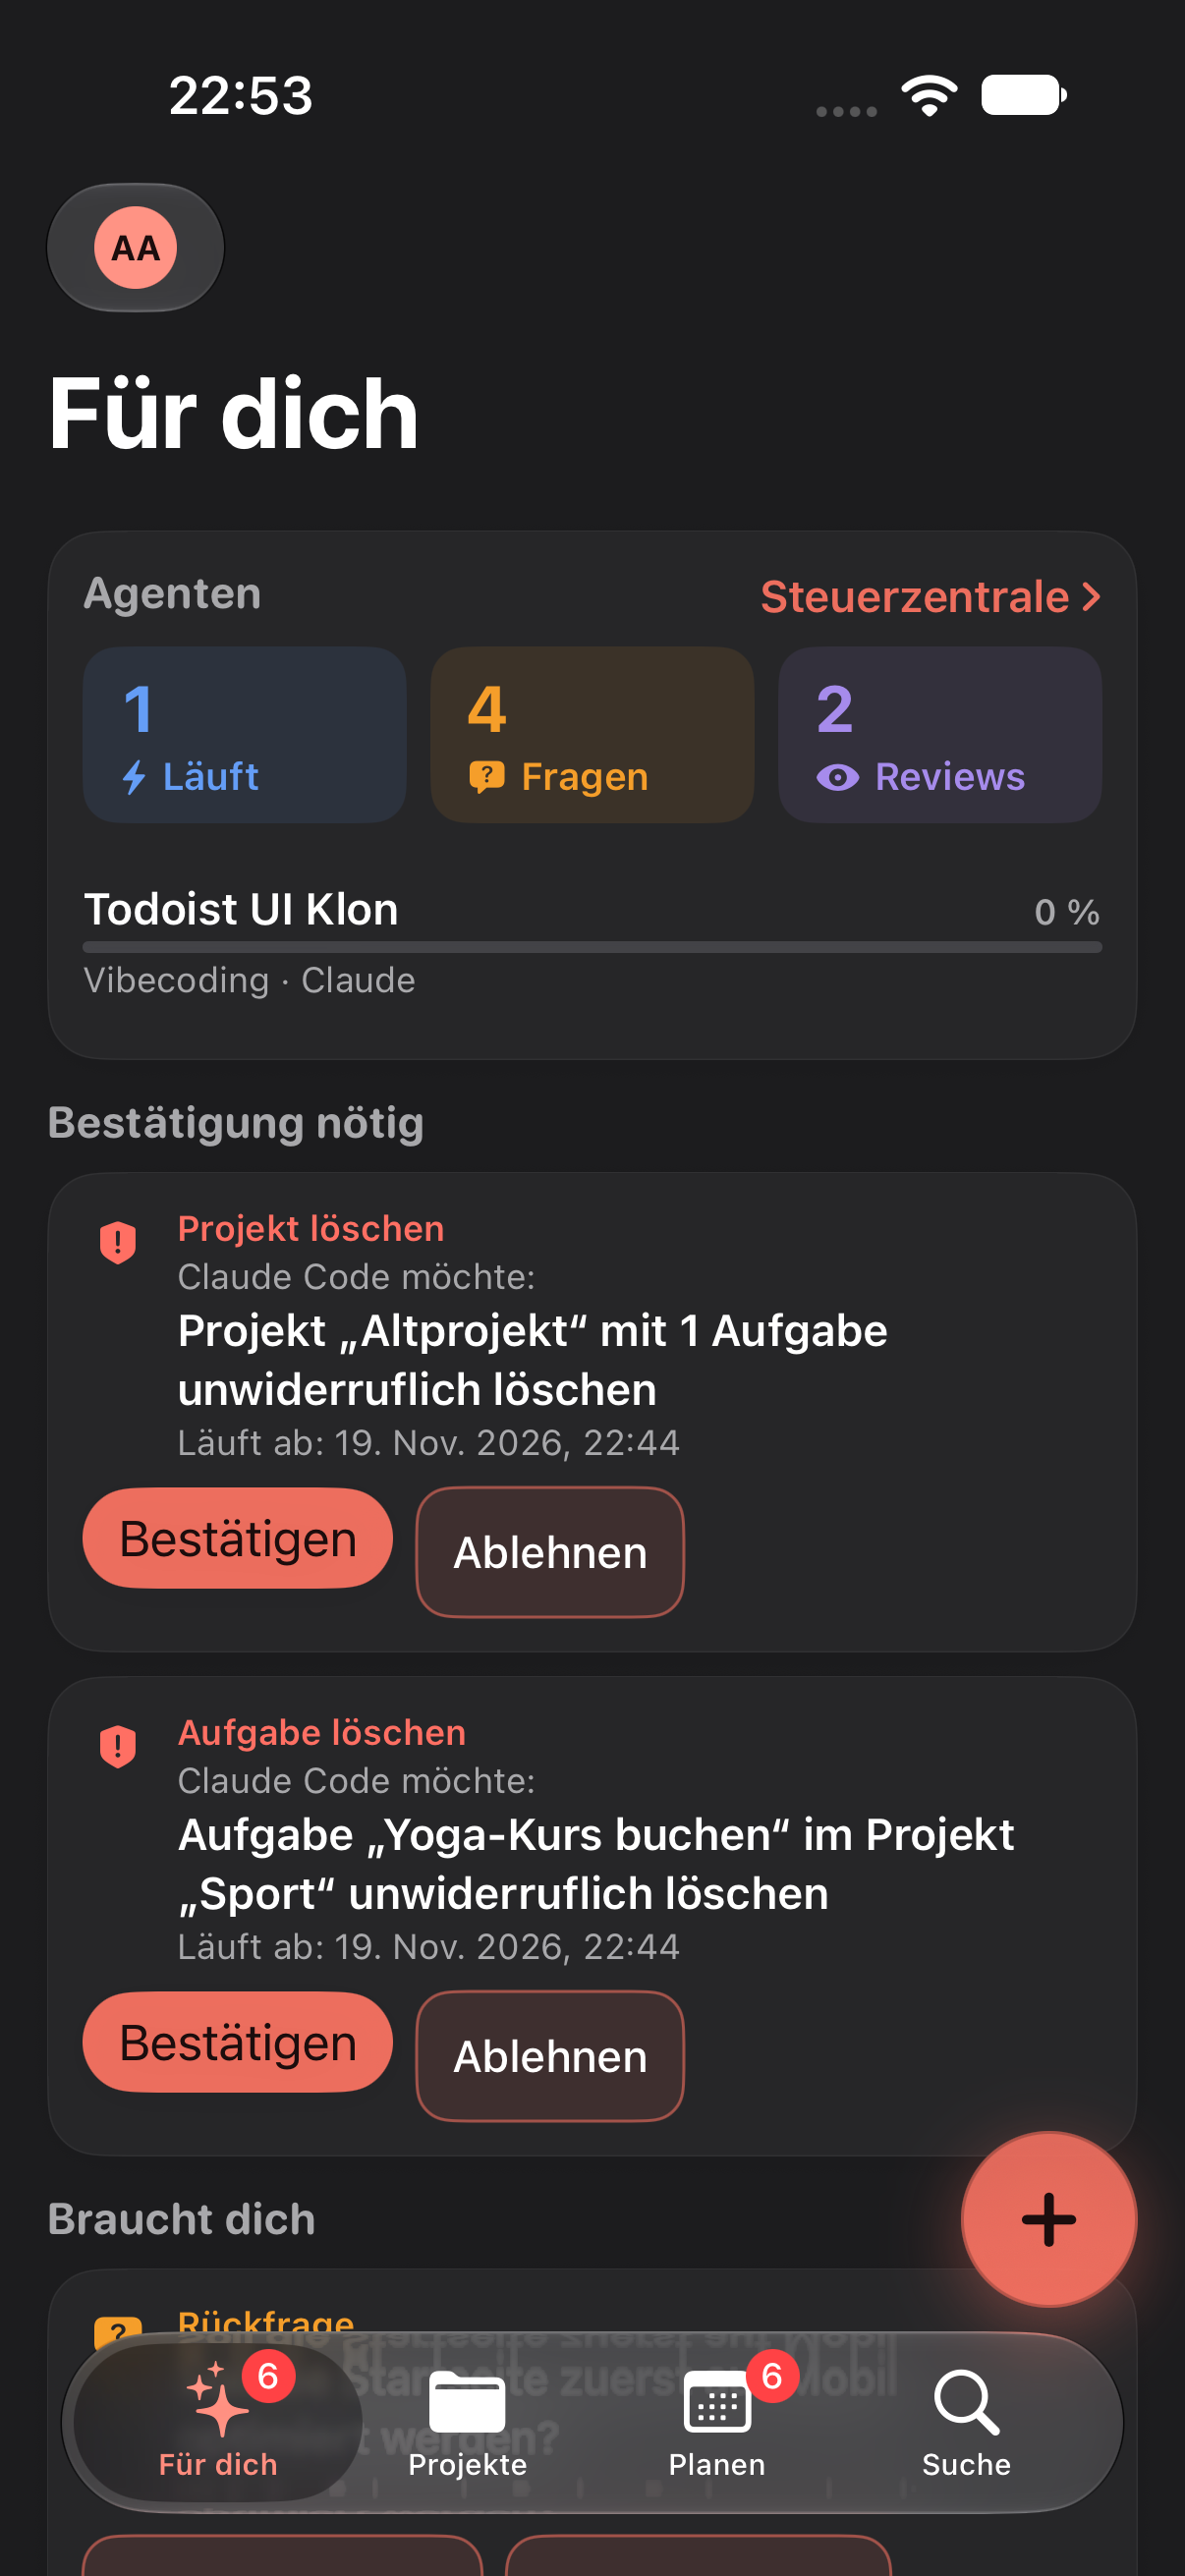 22:53
AA
Für dich
Agenten
Steuerzentrale
1
Läuft
4
Fragen
2
Reviews
Todoist UI Klon
0 %
Vibecoding · Claude
Bestätigung nötig
Projekt löschen
Claude Code möchte:
Projekt „Altprojekt“ mit 1 Aufgabe
unwiderruflich löschen
Läuft ab: 19. Nov. 2026, 22:44
Bestätigen
Ablehnen
Aufgabe löschen
Claude Code möchte:
Aufgabe „Yoga-Kurs buchen“ im Projekt
„Sport“ unwiderruflich löschen
Läuft ab: 19. Nov. 2026, 22:44
Bestätigen
Ablehnen
Braucht dich
Rückfrage
zuerst
werden?
6
Für dich
Projekte
6
Planen
Suche